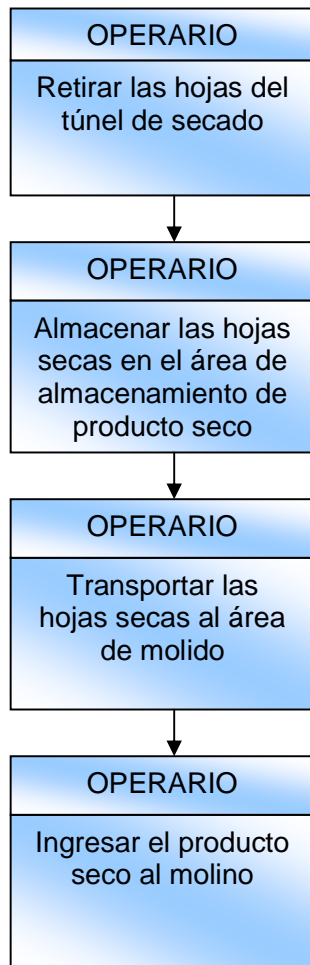 OPERARIO
Retirar las hojas del
túnel de secado
OPERARIO
Almacenar las hojas
secas en el área de
almacenamiento de
producto seco
OPERARIO
Transportar las
hojas secas al área
de molido
OPERARIO
Ingresar el producto
seco al molino